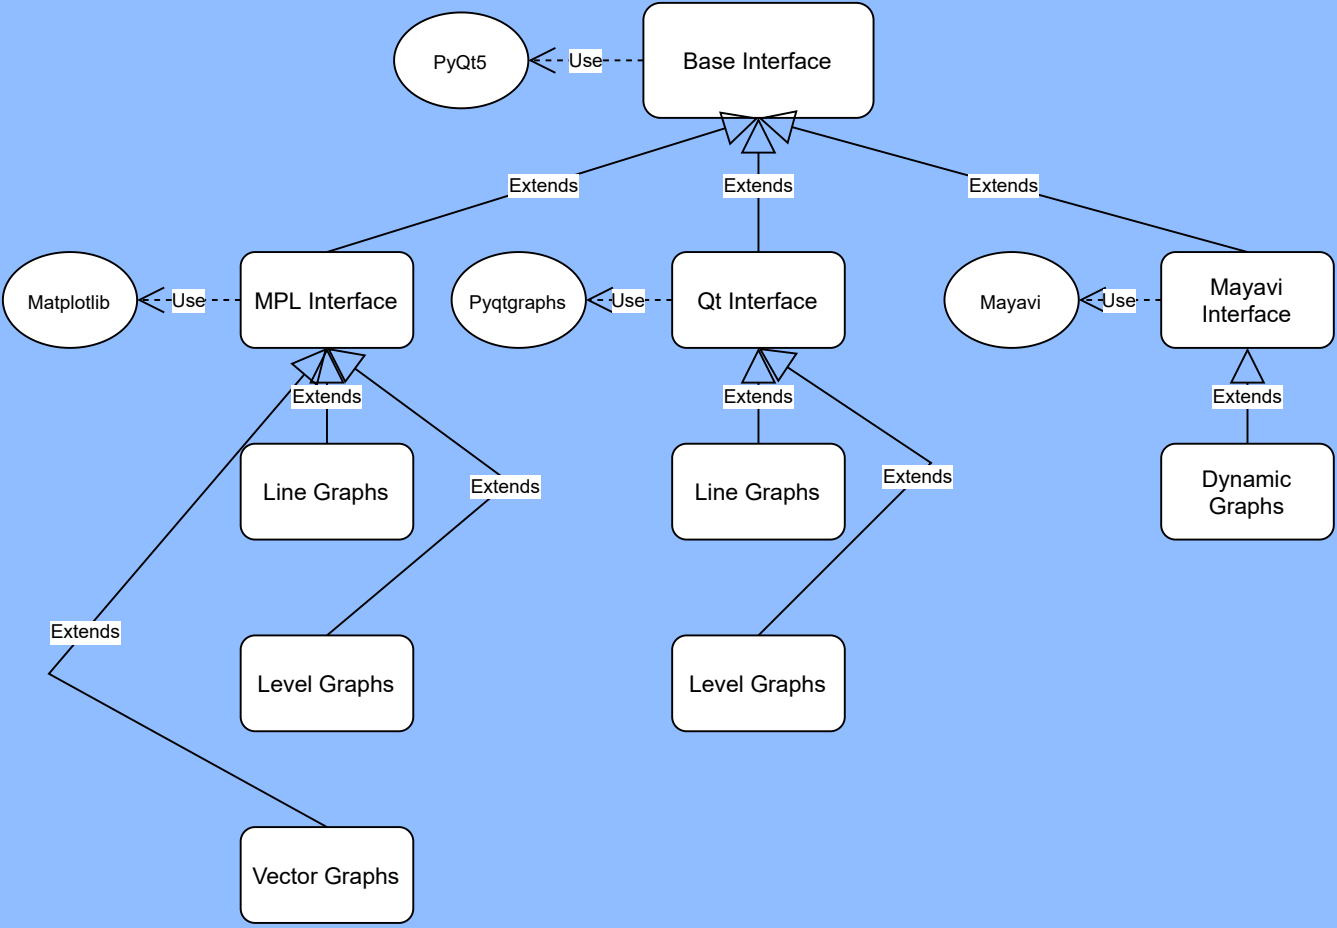 PyQt5
Use
Base Interface
Extends
Extends
Extends
Matplotlib
Use
MPL Interface
Pyqtgraphs
Use
Qt Interface
Mayavi
Use
Mayavi
Interface
Extends
Extends
Extends
Line Graphs
Extends
Line Graphs
Extends
Dynamic
Graphs
Extends
Level Graphs
Level Graphs
Vector Graphs